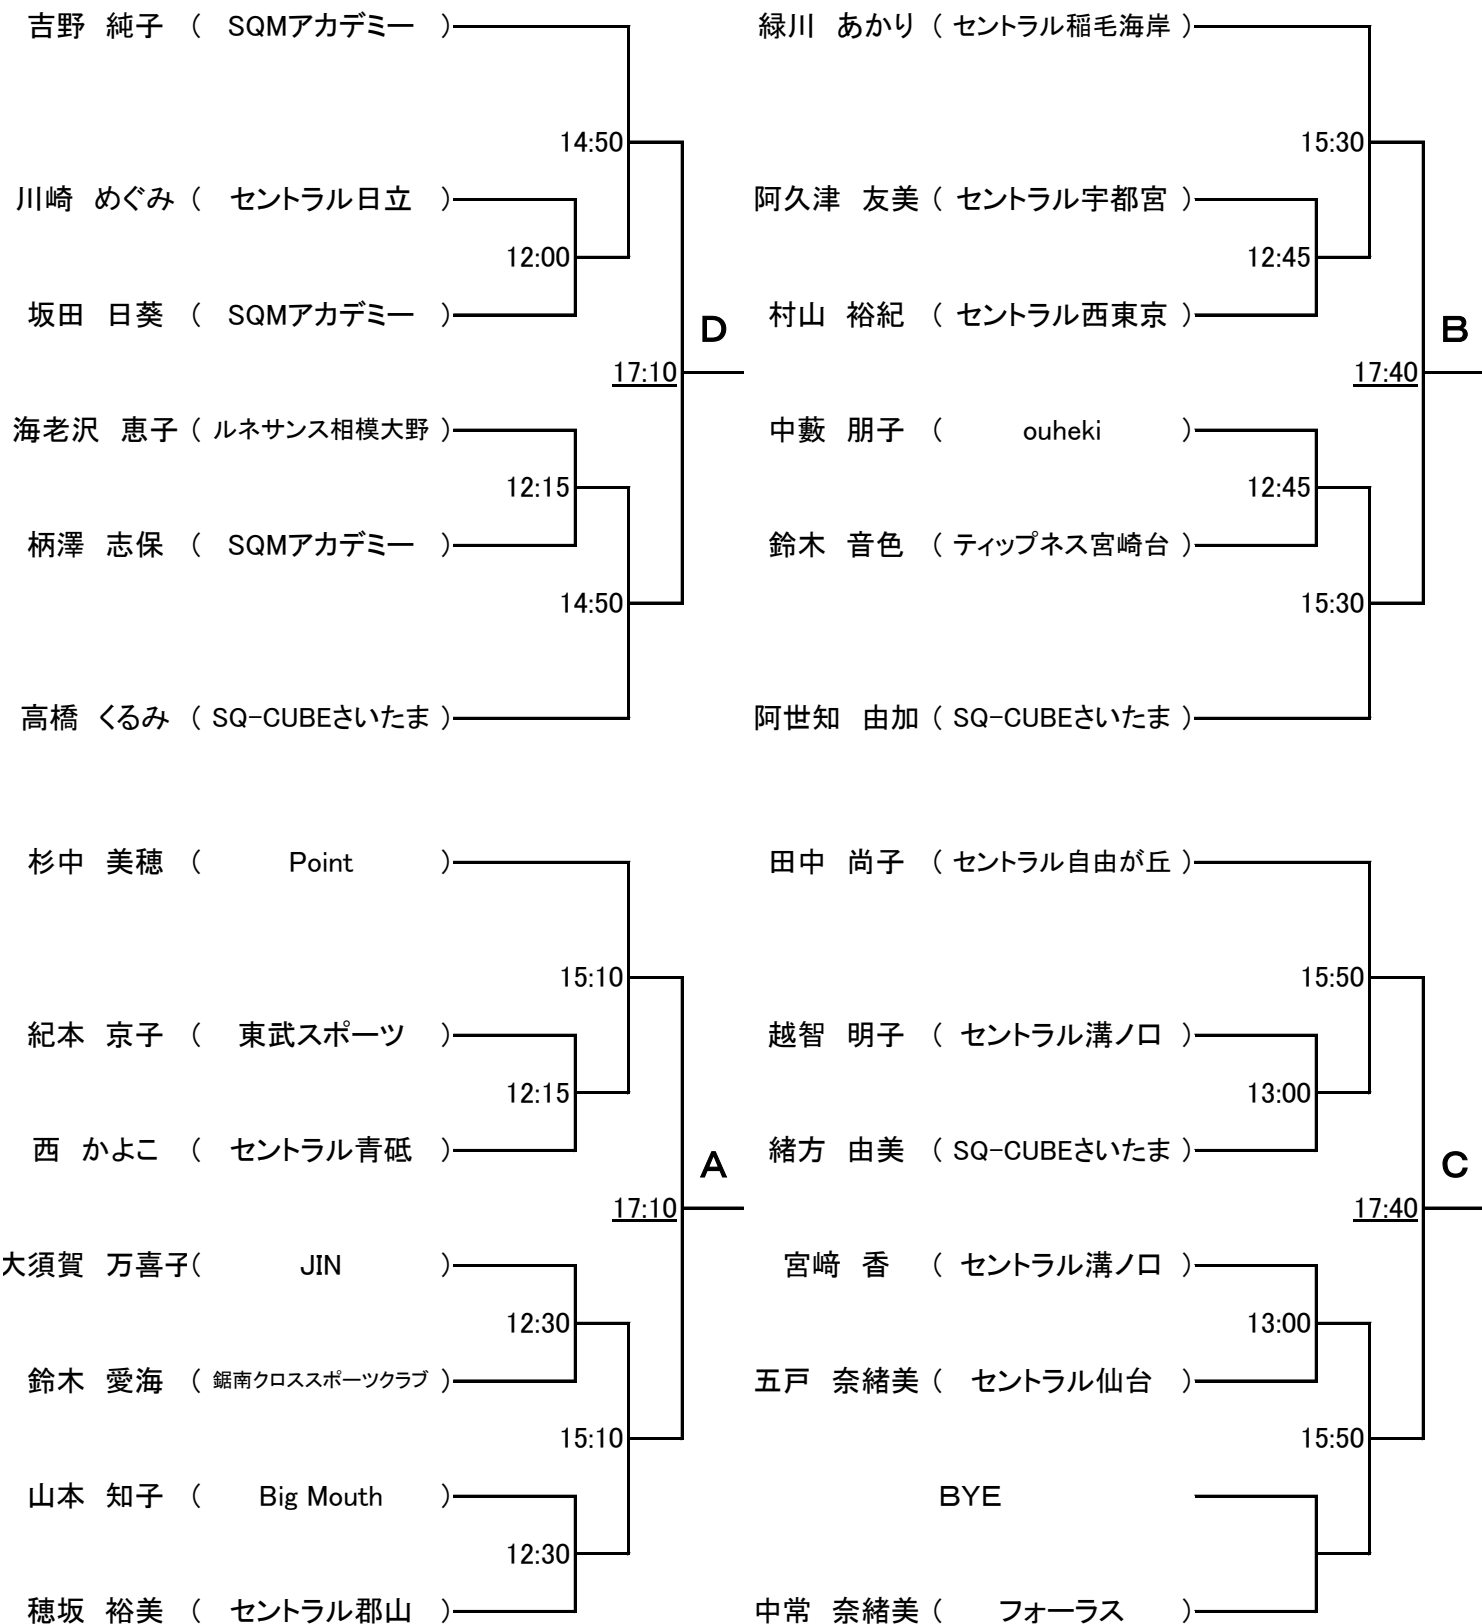 吉野 純子 ( SQMアカデミー )
14:50
川崎 めぐみ ( セントラル日立 )
12:00
坂田 日葵 ( SQMアカデミー )
D
17:10
海老沢 恵子 ( ルネサンス相模大野 )
12:15
柄澤 志保 ( SQMアカデミー )
14:50
高橋 くるみ ( SQ-CUBEさいたま )
緑川 あかり ( セントラル稲毛海岸 )
15:30
阿久津 友美 ( セントラル宇都宮 )
12:45
村山 裕紀 ( セントラル西東京 )
B
17:40
中藪 朋子 ( ouheki )
12:45
鈴木 音色 ( ティップネス宮崎台 )
15:30
阿世知 由加 ( SQ-CUBEさいたま )
杉中 美穂 ( Point )
15:10
紀本 京子 ( 東武スポーツ )
12:15
西 かよこ ( セントラル青砥 )
A
17:10
大須賀 万喜子 ( JIN )
12:30
鈴木 愛海 ( 鋸南クロススポーツクラブ )
15:10
山本 知子 ( Big Mouth )
12:30
穂坂 裕美 ( セントラル郡山 )
田中 尚子 ( セントラル自由が丘 )
15:50
越智 明子 ( セントラル溝ノ口 )
13:00
緒方 由美 ( SQ-CUBEさいたま )
C
17:40
宮﨑 香 ( セントラル溝ノ口 )
13:00
五戸 奈緒美 ( セントラル仙台 )
15:50
BYE
中常 奈緒美 ( フォーラス )